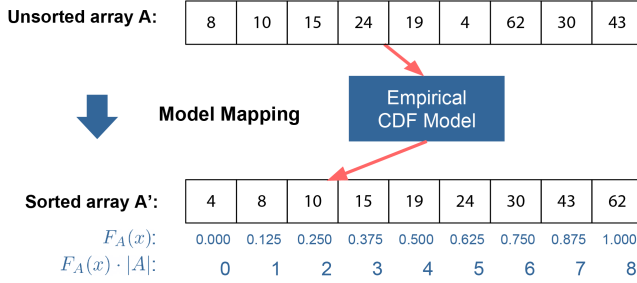 Unsorted array A: 8 10 15 24 19 4 62 30 43
Empirical
CDF Model
Model Mapping
Sorted array A': 4 8 10 15 19 24 30 43 62
F_A(x): 0.000 0.125 0.250 0.375 0.500 0.625 0.750 0.875 1.000
F_A(x) · |A|: 0 1 2 3 4 5 6 7 8